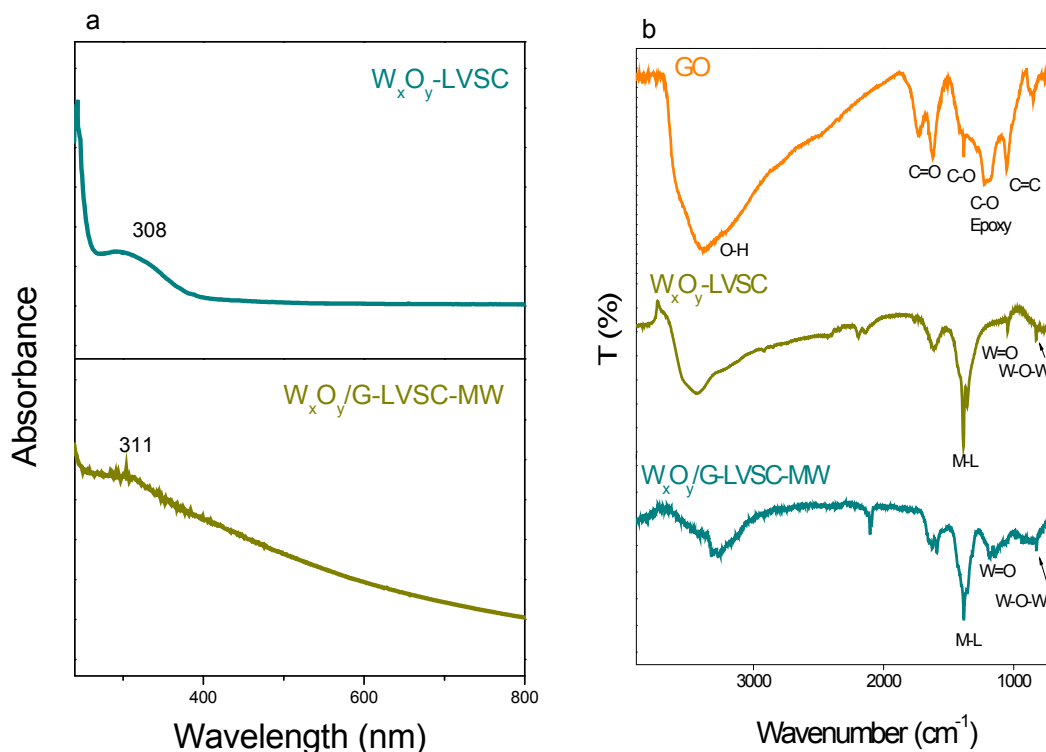 a
WxOy-LVSC
308
WxOy/G-LVSC-MW
311
Absorbance
400
600
800
Wavelength (nm)
b
GO
C=O
C-O
C=C
C-O
Epoxy
O-H
WxOy-LVSC
T (%)
W=O
W-O-W
M-L
WxOy/G-LVSC-MW
W=O
W-O-W
M-L
3000
2000
1000
Wavenumber (cm-1)